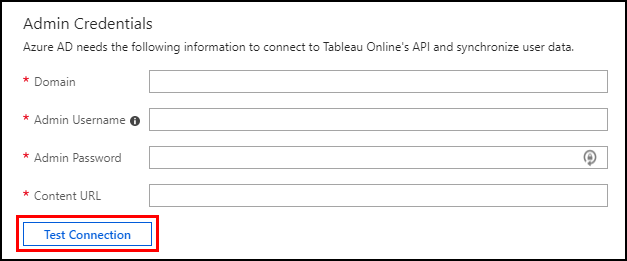 Admin Credentials
Azure AD needs the following information to connect to Tableau Online's API and synchronize user data.
* Domain
* Admin Username
* Admin Password
* Content URL
Test Connection